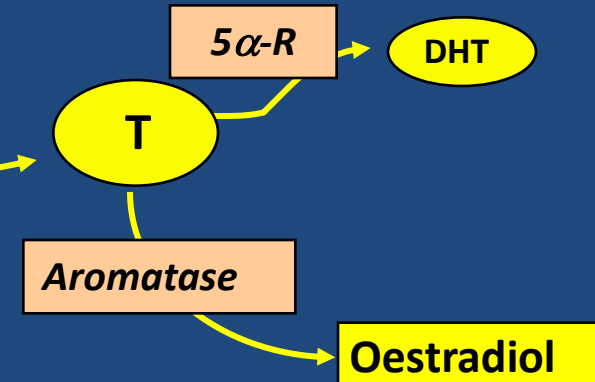 5α-R
DHT
T
Aromatase
Oestradiol